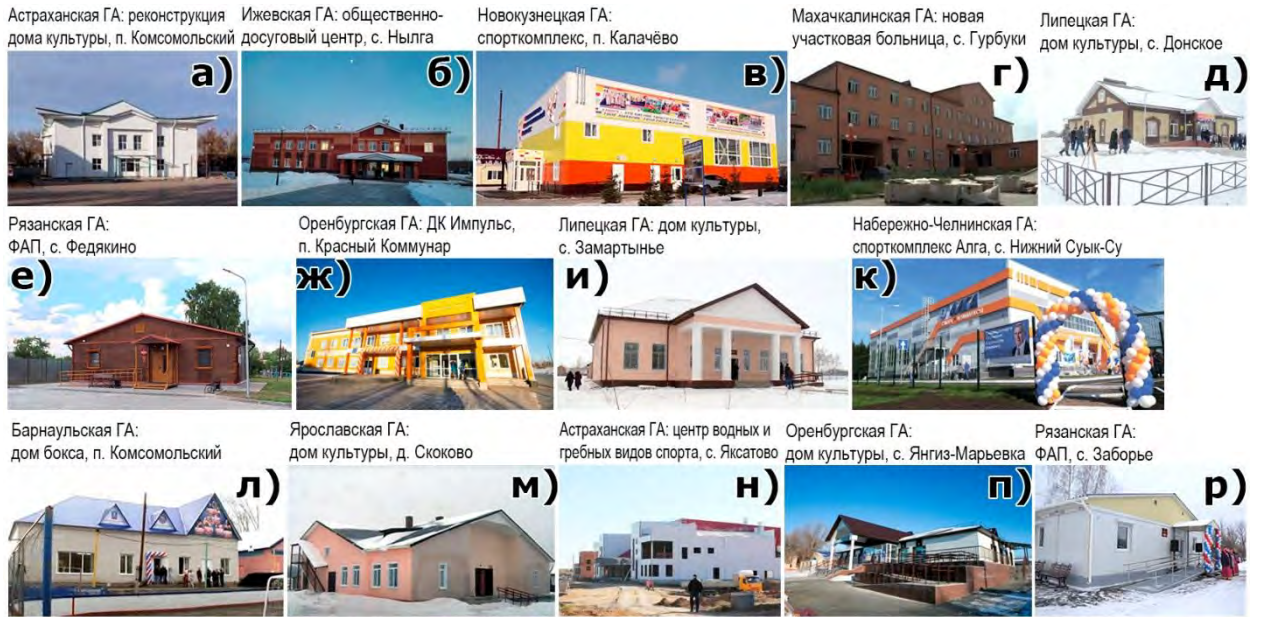 Астраханская ГА: реконструкция
дома культуры, п. Комсомольский
а)
Ижевская ГА: общественно-
досуговый центр, с. Нылга
б)
Новокузнецкая ГА:
спорткомплекс, п. Калачёво
в)
Махачкалинская ГА: новая
участковая больница, с. Гурбуки
г)
Липецкая ГА:
дом культуры, с. Донское
д)
Рязанская ГА:
ФАП, с. Федякино
е)
Оренбургская ГА: ДК Импульс,
п. Красный Коммунар
ж)
Липецкая ГА: дом культуры,
с. Замартынье
и)
Набережно-Челнинская ГА:
спорткомплекс Алга, с. Нижний Суык-Су
к)
Барнаульская ГА:
дом бокса, п. Комсомольский
л)
Ярославская ГА:
дом культуры, д. Скоково
м)
Астраханская ГА: центр водных и
гребных видов спорта, с. Яксатово
н)
Оренбургская ГА:
дом культуры, с. Янгиз-Марьевка
п)
Рязанская ГА:
ФАП, с. Заборье
р)